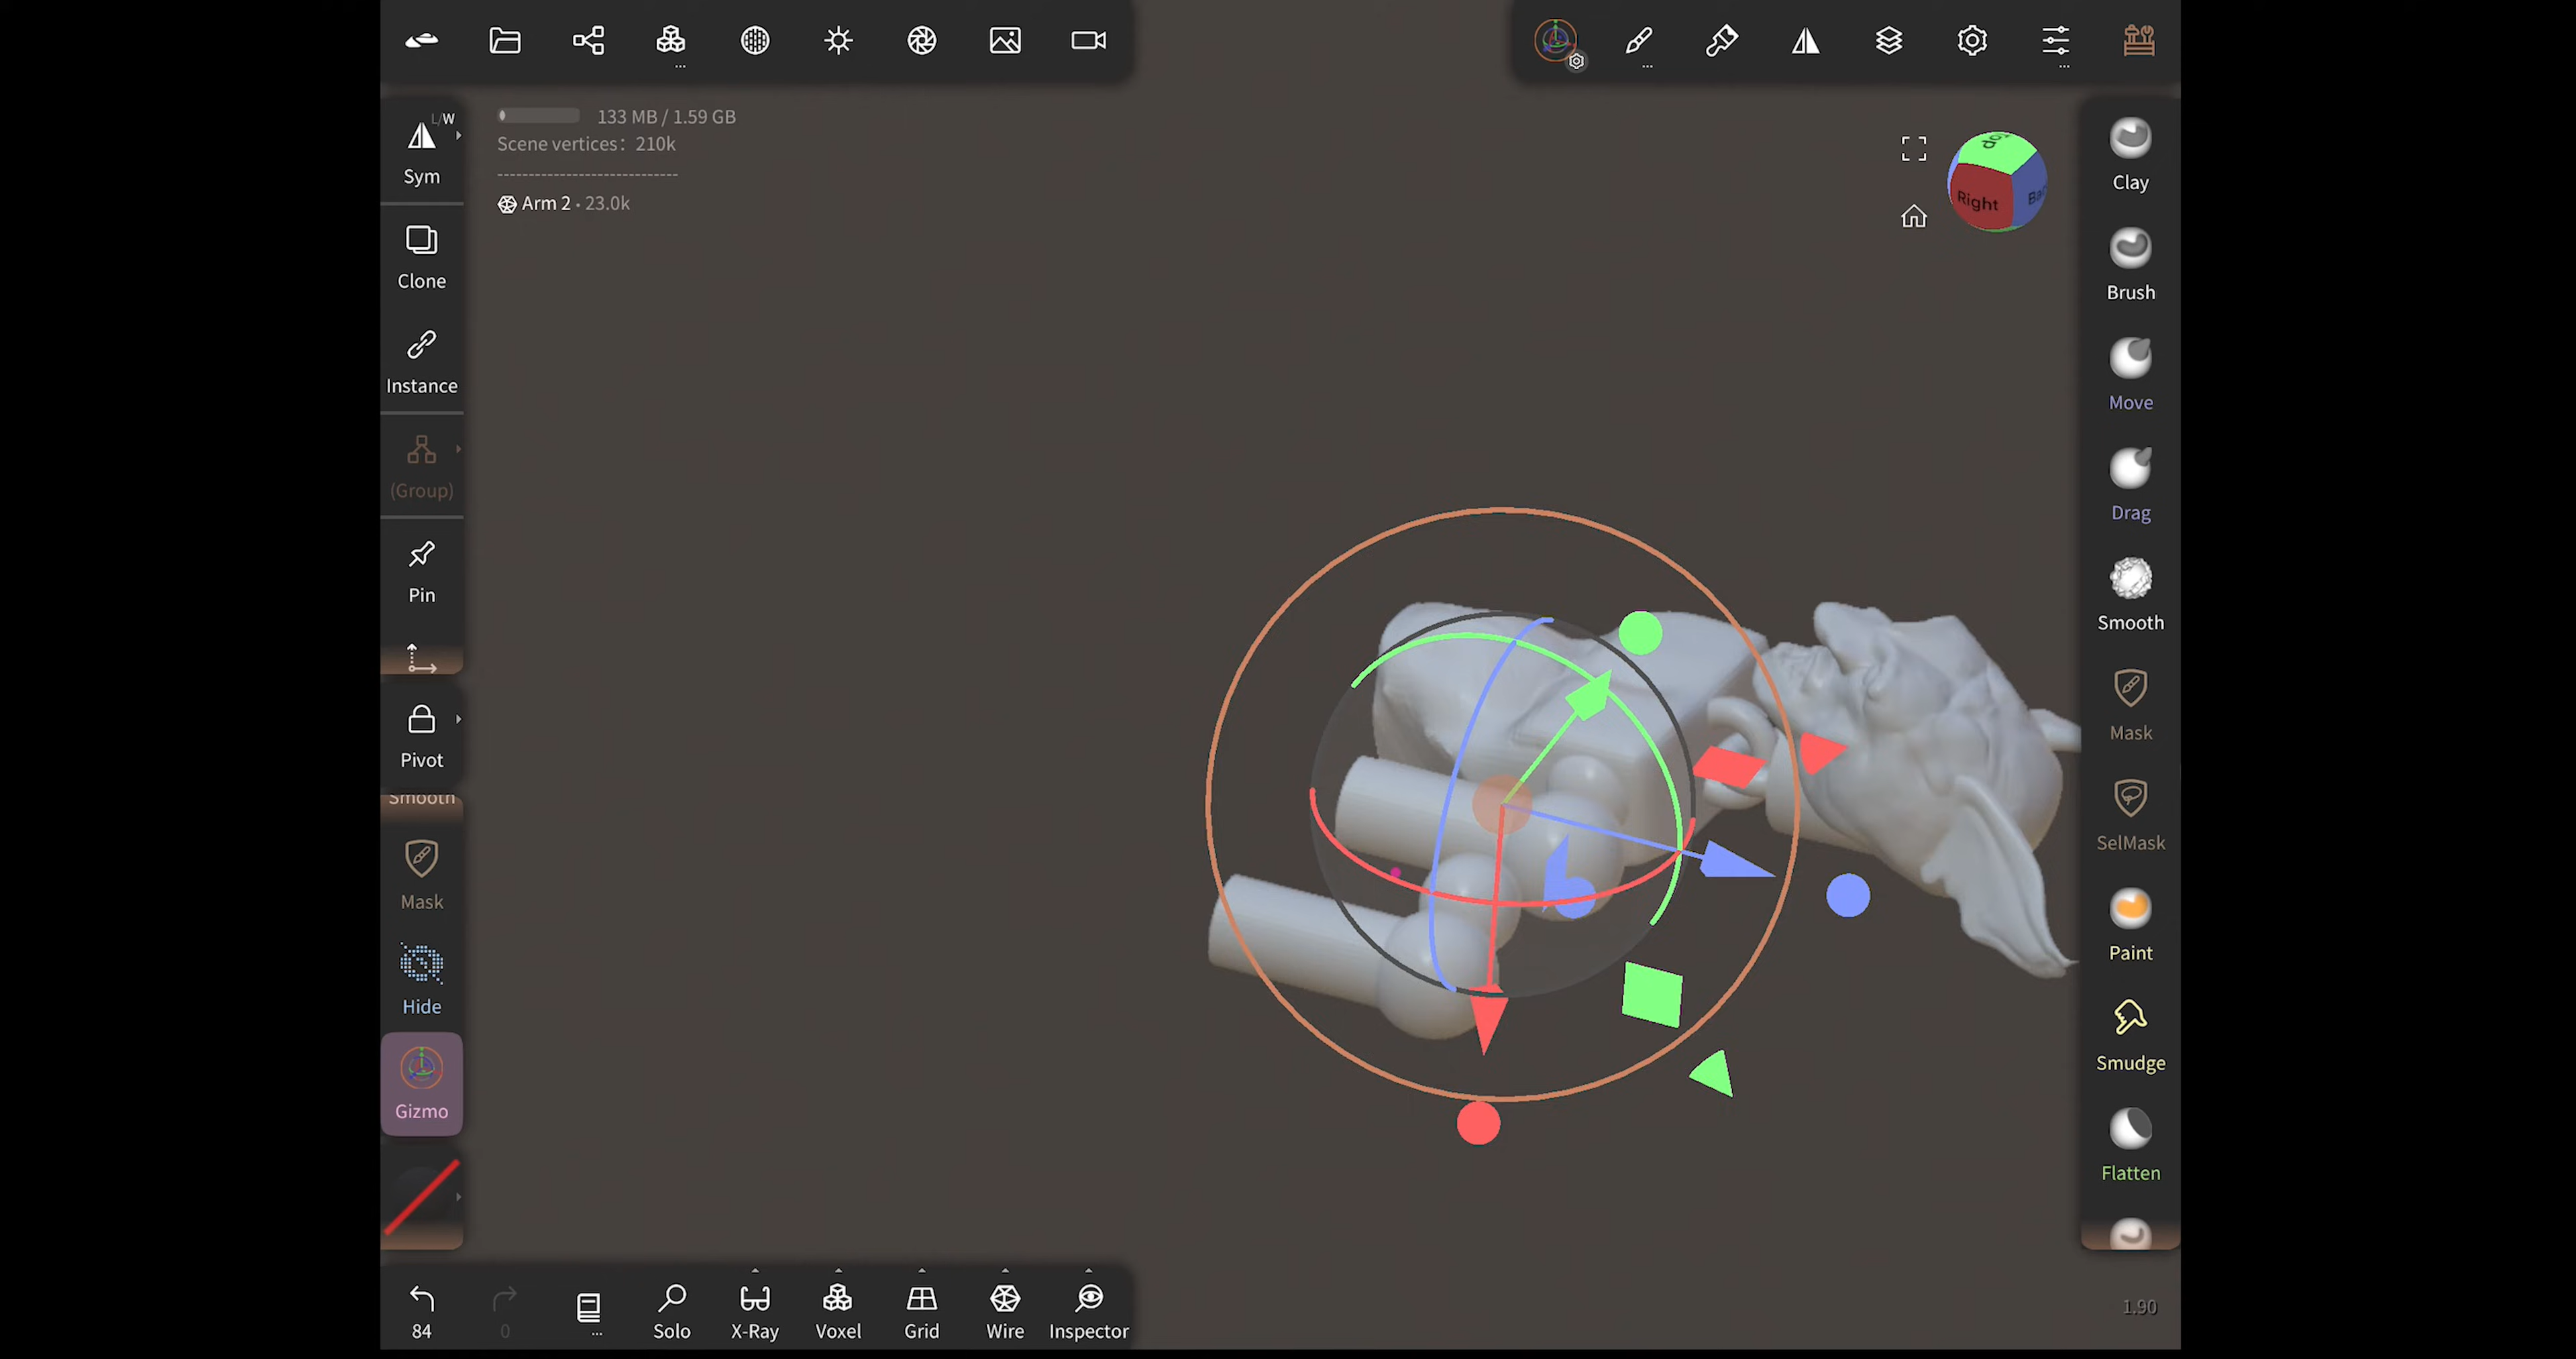 133 MB / 1.59 GB
Scene vertices: 210k
Arm 2 • 23.0k
L/W
Sym
Clone
Instance
(Group)
Pin
Pivot
Smooth
Mask
Hide
Gizmo
Top
Right
Bac
Clay
Brush
Move
Drag
Smooth
Mask
SelMask
Paint
Smudge
Flatten
84
0
...
Solo
X-Ray
Voxel
Grid
Wire
Inspector
1.90